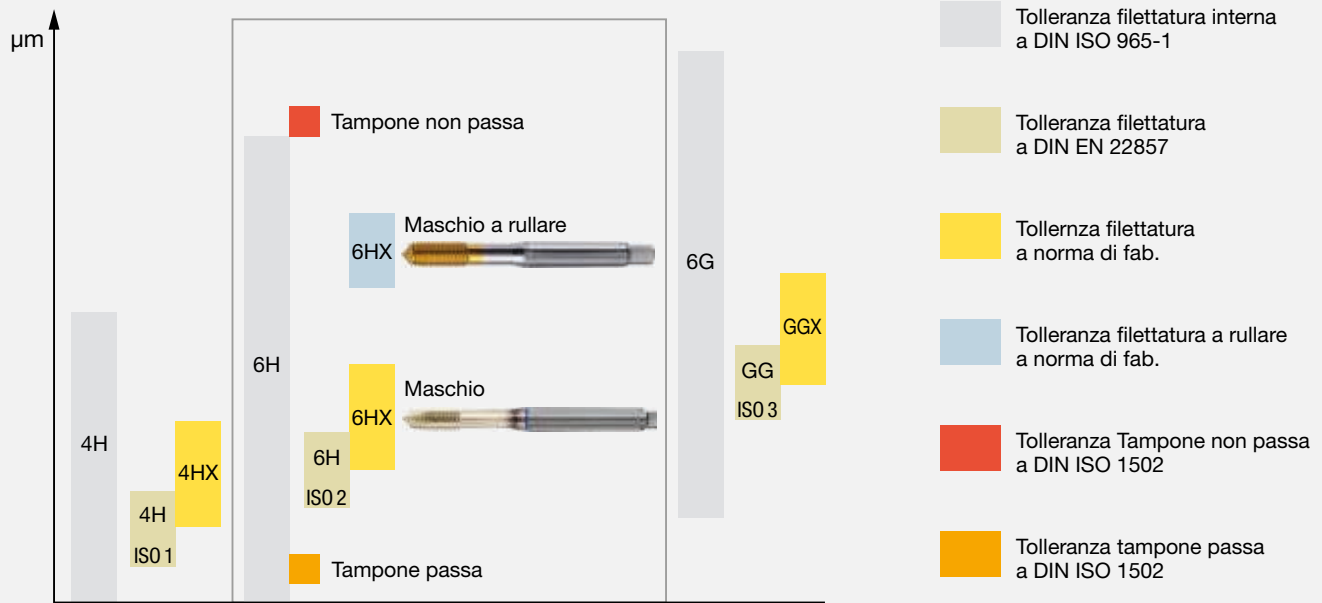 µm
Tampone non passa
Maschio a rullare
6HX
6H
Maschio
6HX
6H
ISO 2
Tampone passa
4H
4HX
4H
ISO 1
6G
GGX
GG
ISO 3
Tolleranza filettatura interna
a DIN ISO 965-1
Tolleranza filettatura
a DIN EN 22857
Tollernza filettatura
a norma di fab.
Tolleranza filettatura a rullare
a norma di fab.
Tolleranza Tampone non passa
a DIN ISO 1502
Tolleranza tampone passa
a DIN ISO 1502